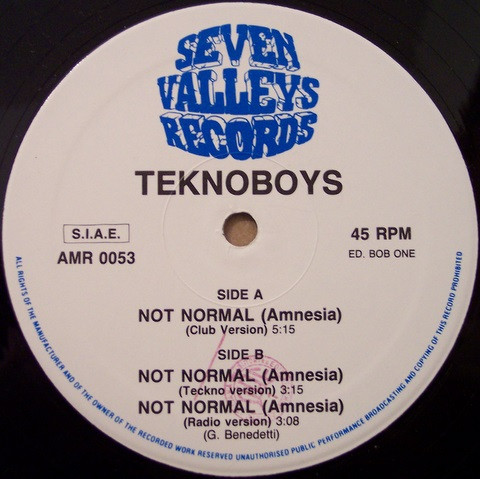 SEVEN
VALLEYS
RECORDS
TEKNOBOYS
S.I.A.E.
AMR 0053
45 RPM
ED. BOB ONE
SIDE A
NOT NORMAL (Amnesia)
(Club Version) 5:15
SIDE B
NOT NORMAL (Amnesia)
(Teckno version) 3:15
NOT NORMAL (Amnesia)
(Radio version) 3:08
(G. Benedetti)
ALL RIGHTS OF THE MANUFACTURER AND OF THE OWNER OF THE RECORDED WORK RESERVED UNAUTHORISED PUBLIC PERFORMANCE BROADCASTING AND COPYING OF THIS RECORD PROHIBITED